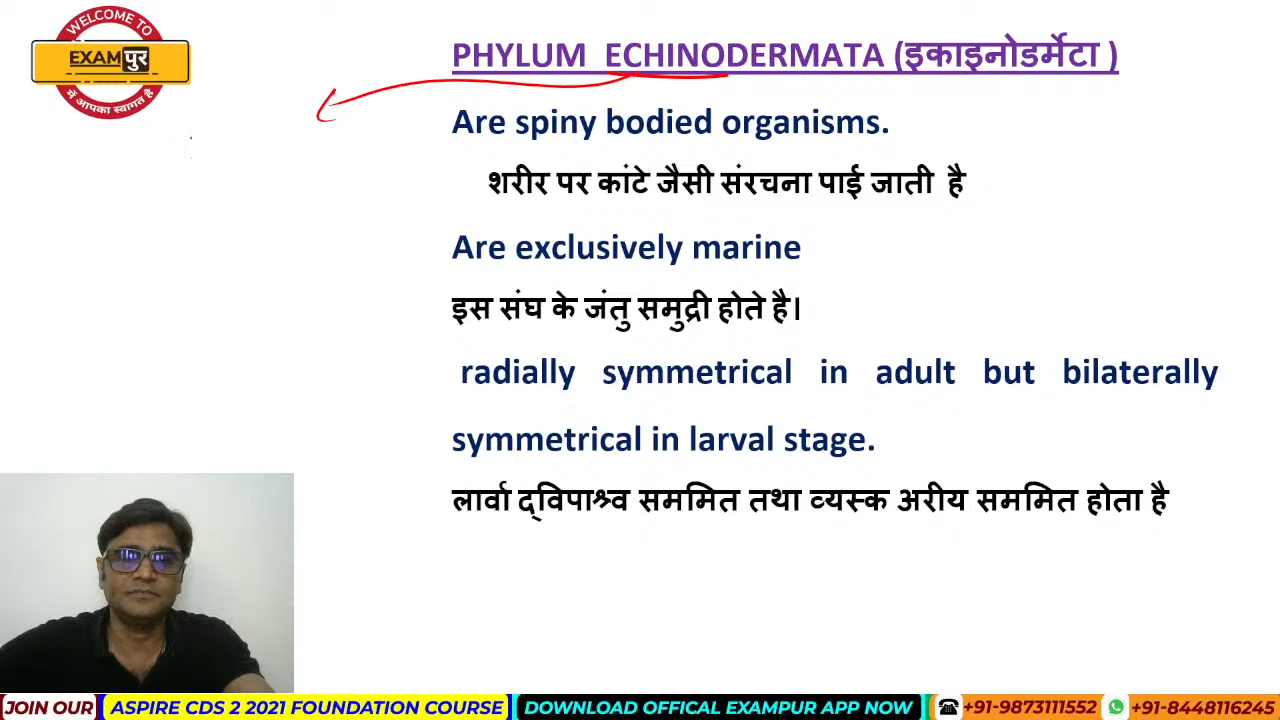 WELCOME TO
EXAMपुर
में आपका स्वागत है
PHYLUM ECHINODERMATA (इकाइनोडर्मेटा )
Are spiny bodied organisms.
शरीर पर कांटे जैसी संरचना पाई जाती है
Are exclusively marine
इस संघ के जंतु समुद्री होते है।
radially symmetrical in adult but bilaterally
symmetrical in larval stage.
लार्वा द्विपाश्र्व सममित तथा व्यस्क अरीय सममित होता है
JOIN OUR ASPIRE CDS 2 2021 FOUNDATION COURSE DOWNLOAD OFFICAL EXAMPUR APP NOW +91-9873111552 +91-8448116245